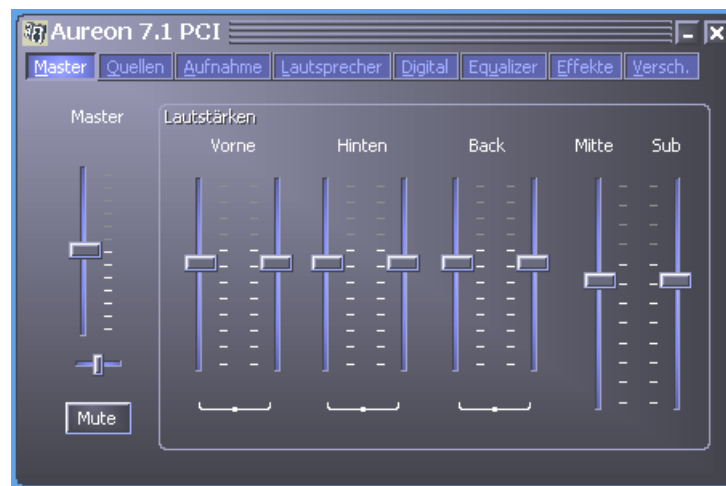 Aureon 7.1 PCI
Master Quellen Aufnahme Lautsprecher Digital Equalizer Effekte Versch.
Master
Lautstärken
Vorne Hinten Back Mitte Sub
Mute